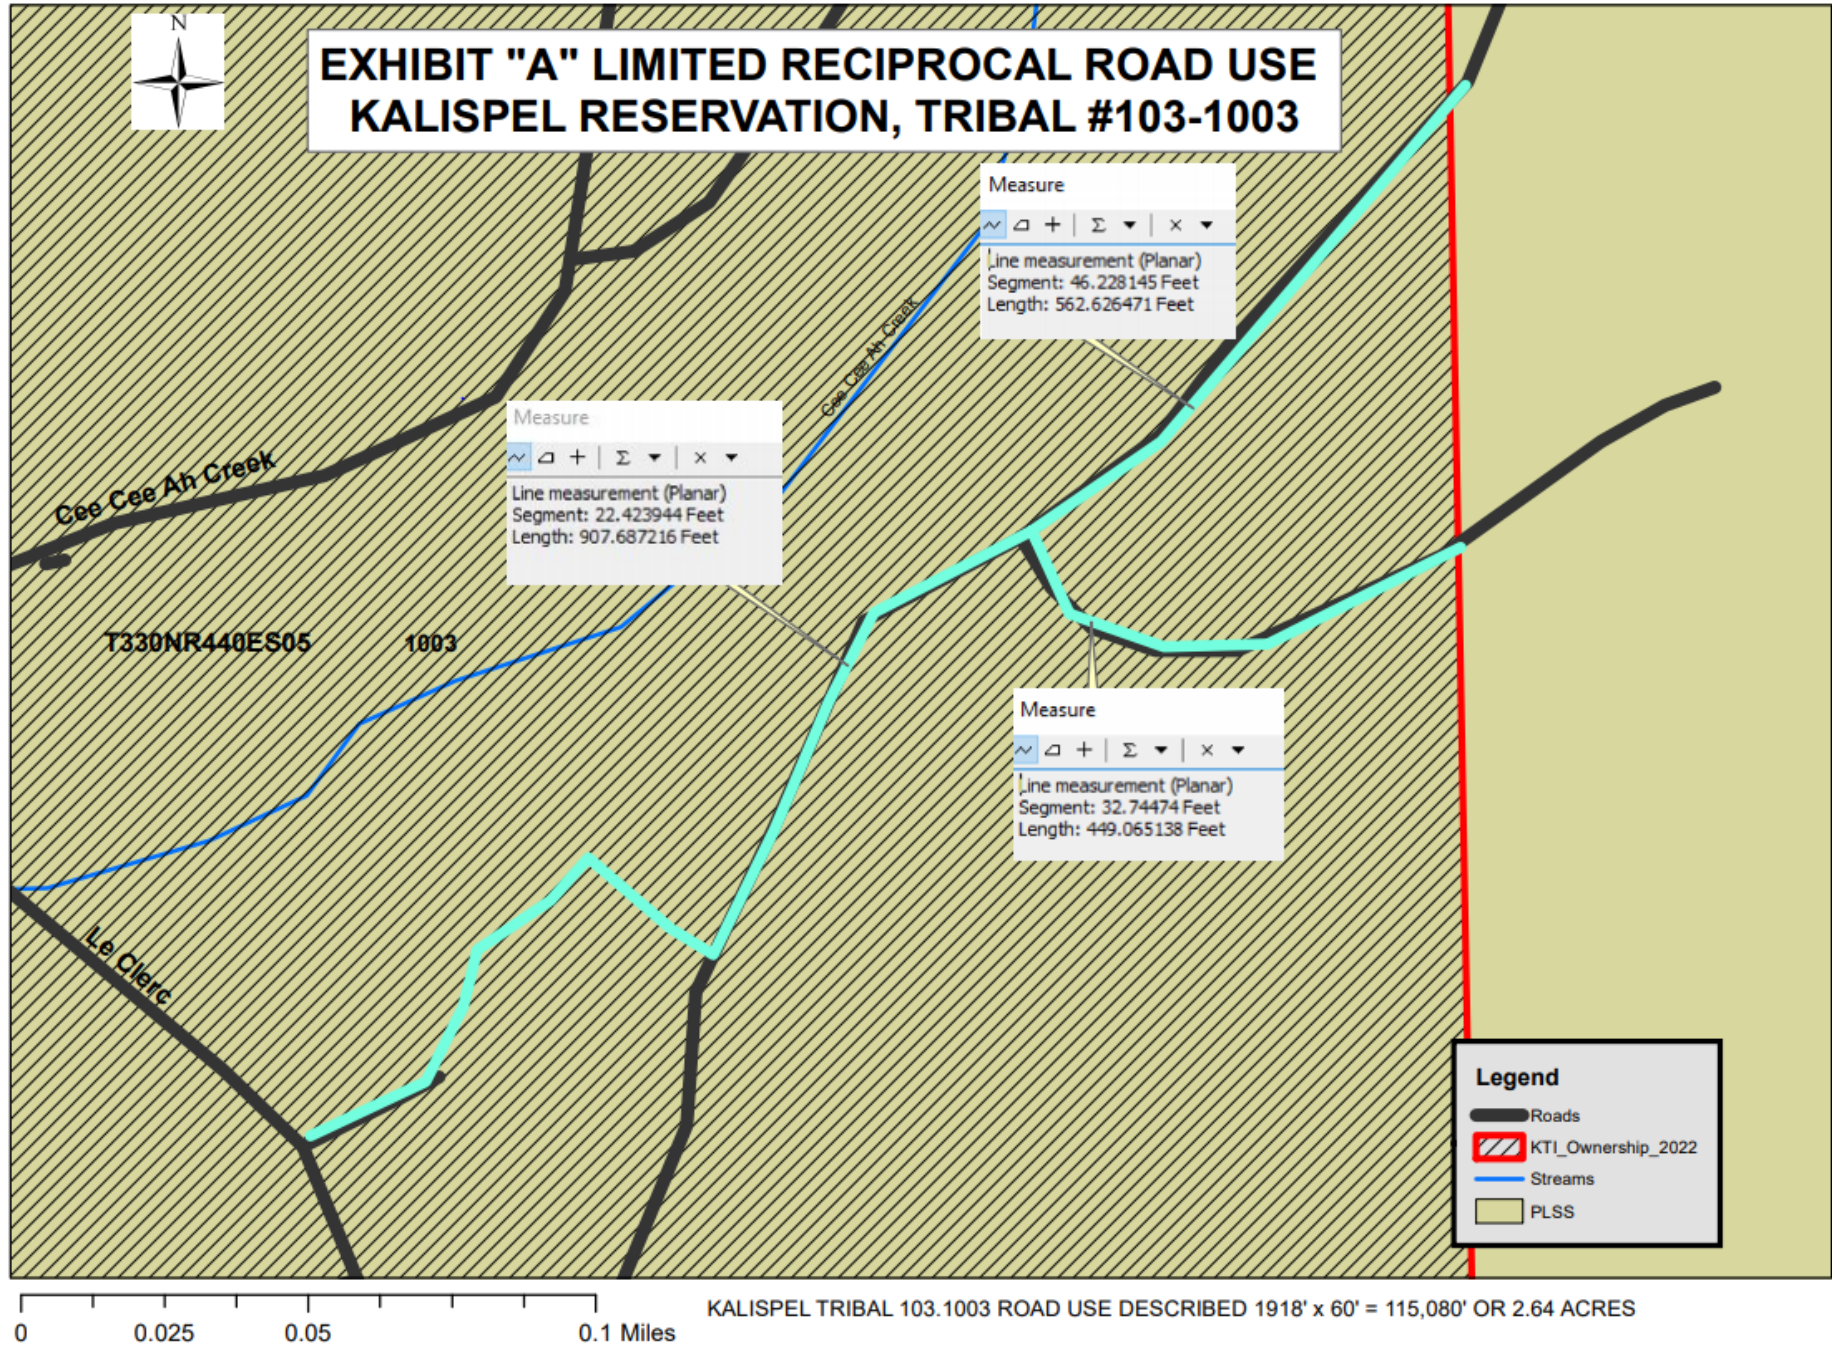 N
EXHIBIT "A" LIMITED RECIPROCAL ROAD USE
KALISPEL RESERVATION, TRIBAL #103-1003
Measure
Line measurement (Planar)
Segment: 46.228145 Feet
Length: 562.626471 Feet
Cee Cee Ah Creek
Measure
Line measurement (Planar)
Segment: 22.423944 Feet
Length: 907.687216 Feet
Cee Cee Ah Creek
T330NR440ES05
1003
Measure
Line measurement (Planar)
Segment: 32.74474 Feet
Length: 449.065138 Feet
Le Clerc
Legend
Roads
KTI_Ownership_2022
Streams
PLSS
0 0.025 0.05 0.1 Miles
KALISPEL TRIBAL 103.1003 ROAD USE DESCRIBED 1918' x 60' = 115,080' OR 2.64 ACRES